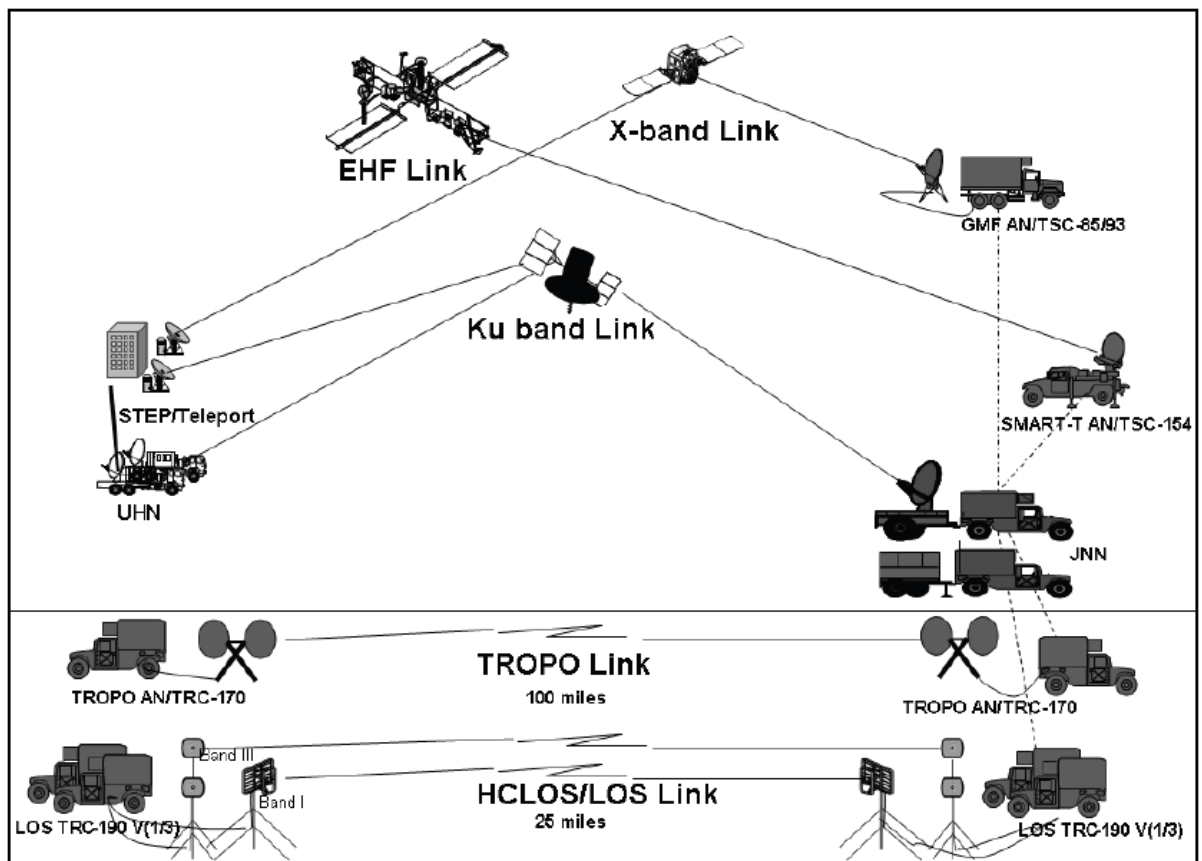 X-band Link
EHF Link
GMF AN/TSC-85/93
Ku band Link
STEP/Teleport
SMART-T AN/TSC-154
UHN
JNN
TROPO Link
100 miles
TROPO AN/TRC-170
TROPO AN/TRC-170
Band III
Band I
HCLOS/LOS Link
25 miles
LOS TRC-190 V(1/3)
LOS TRC-190 V(1/3)